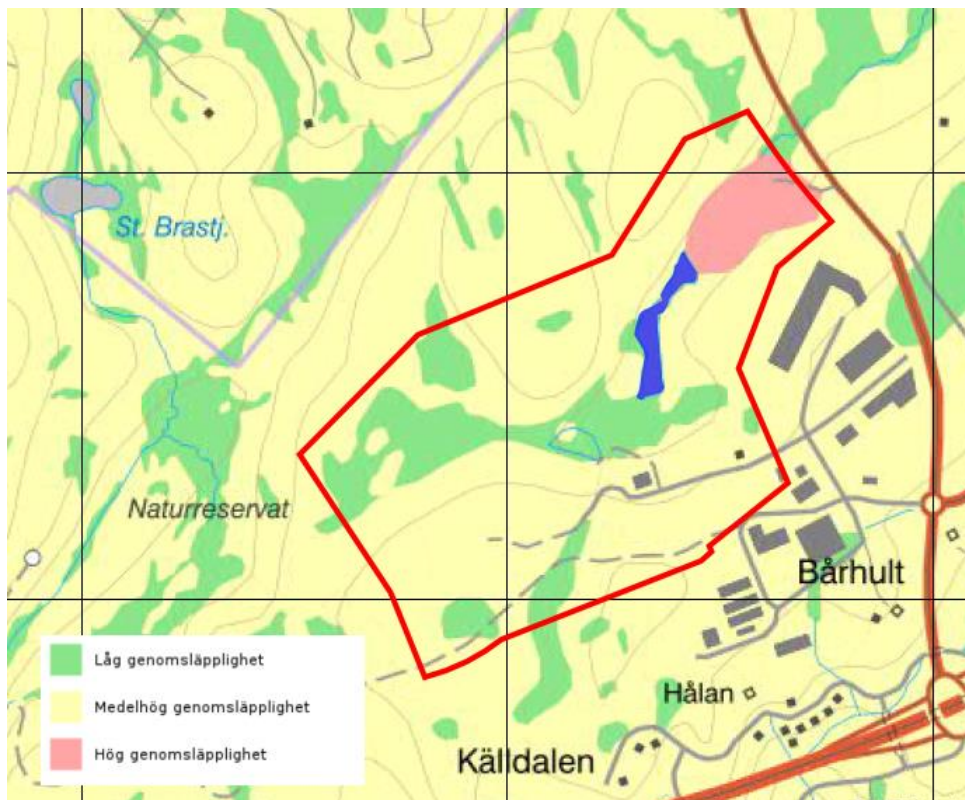 St. Brastj.
Naturreservat
Bårhult
Hålan
Källdalen
Låg genomsläpplighet
Medelhög genomsläpplighet
Hög genomsläpplighet